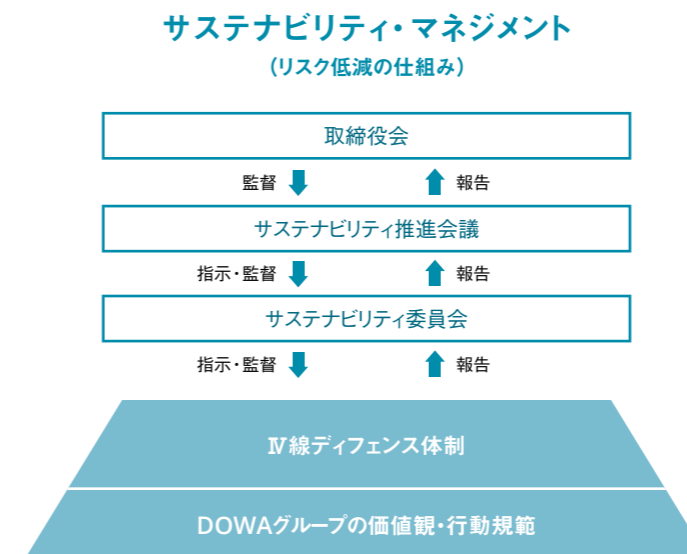 サステナビリティ・マネジメント
（リスク低減の仕組み）
取締役会
監督 報告
サステナビリティ推進会議
指示・監督 報告
サステナビリティ委員会
指示・監督 報告
Ⅳ線ディフェンス体制
DOWAグループの価値観・行動規範